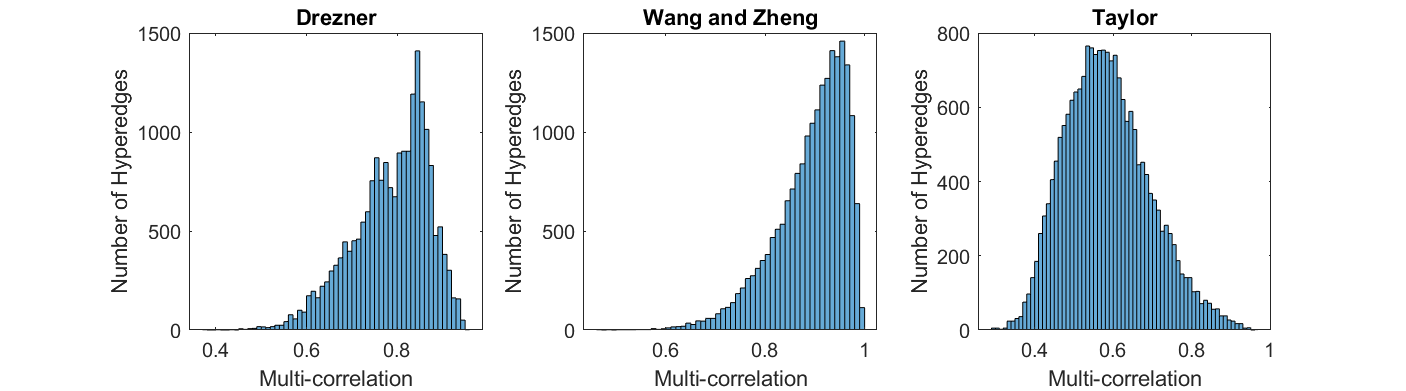 Drezner
1500
1000
500
0
0.4
0.6
0.8
Number of Hyperedges
Multi-correlation
Wang and Zheng
1500
1000
500
0
0.6
0.8
1
Number of Hyperedges
Multi-correlation
Taylor
800
600
400
200
0
0.4
0.6
0.8
1
Number of Hyperedges
Multi-correlation